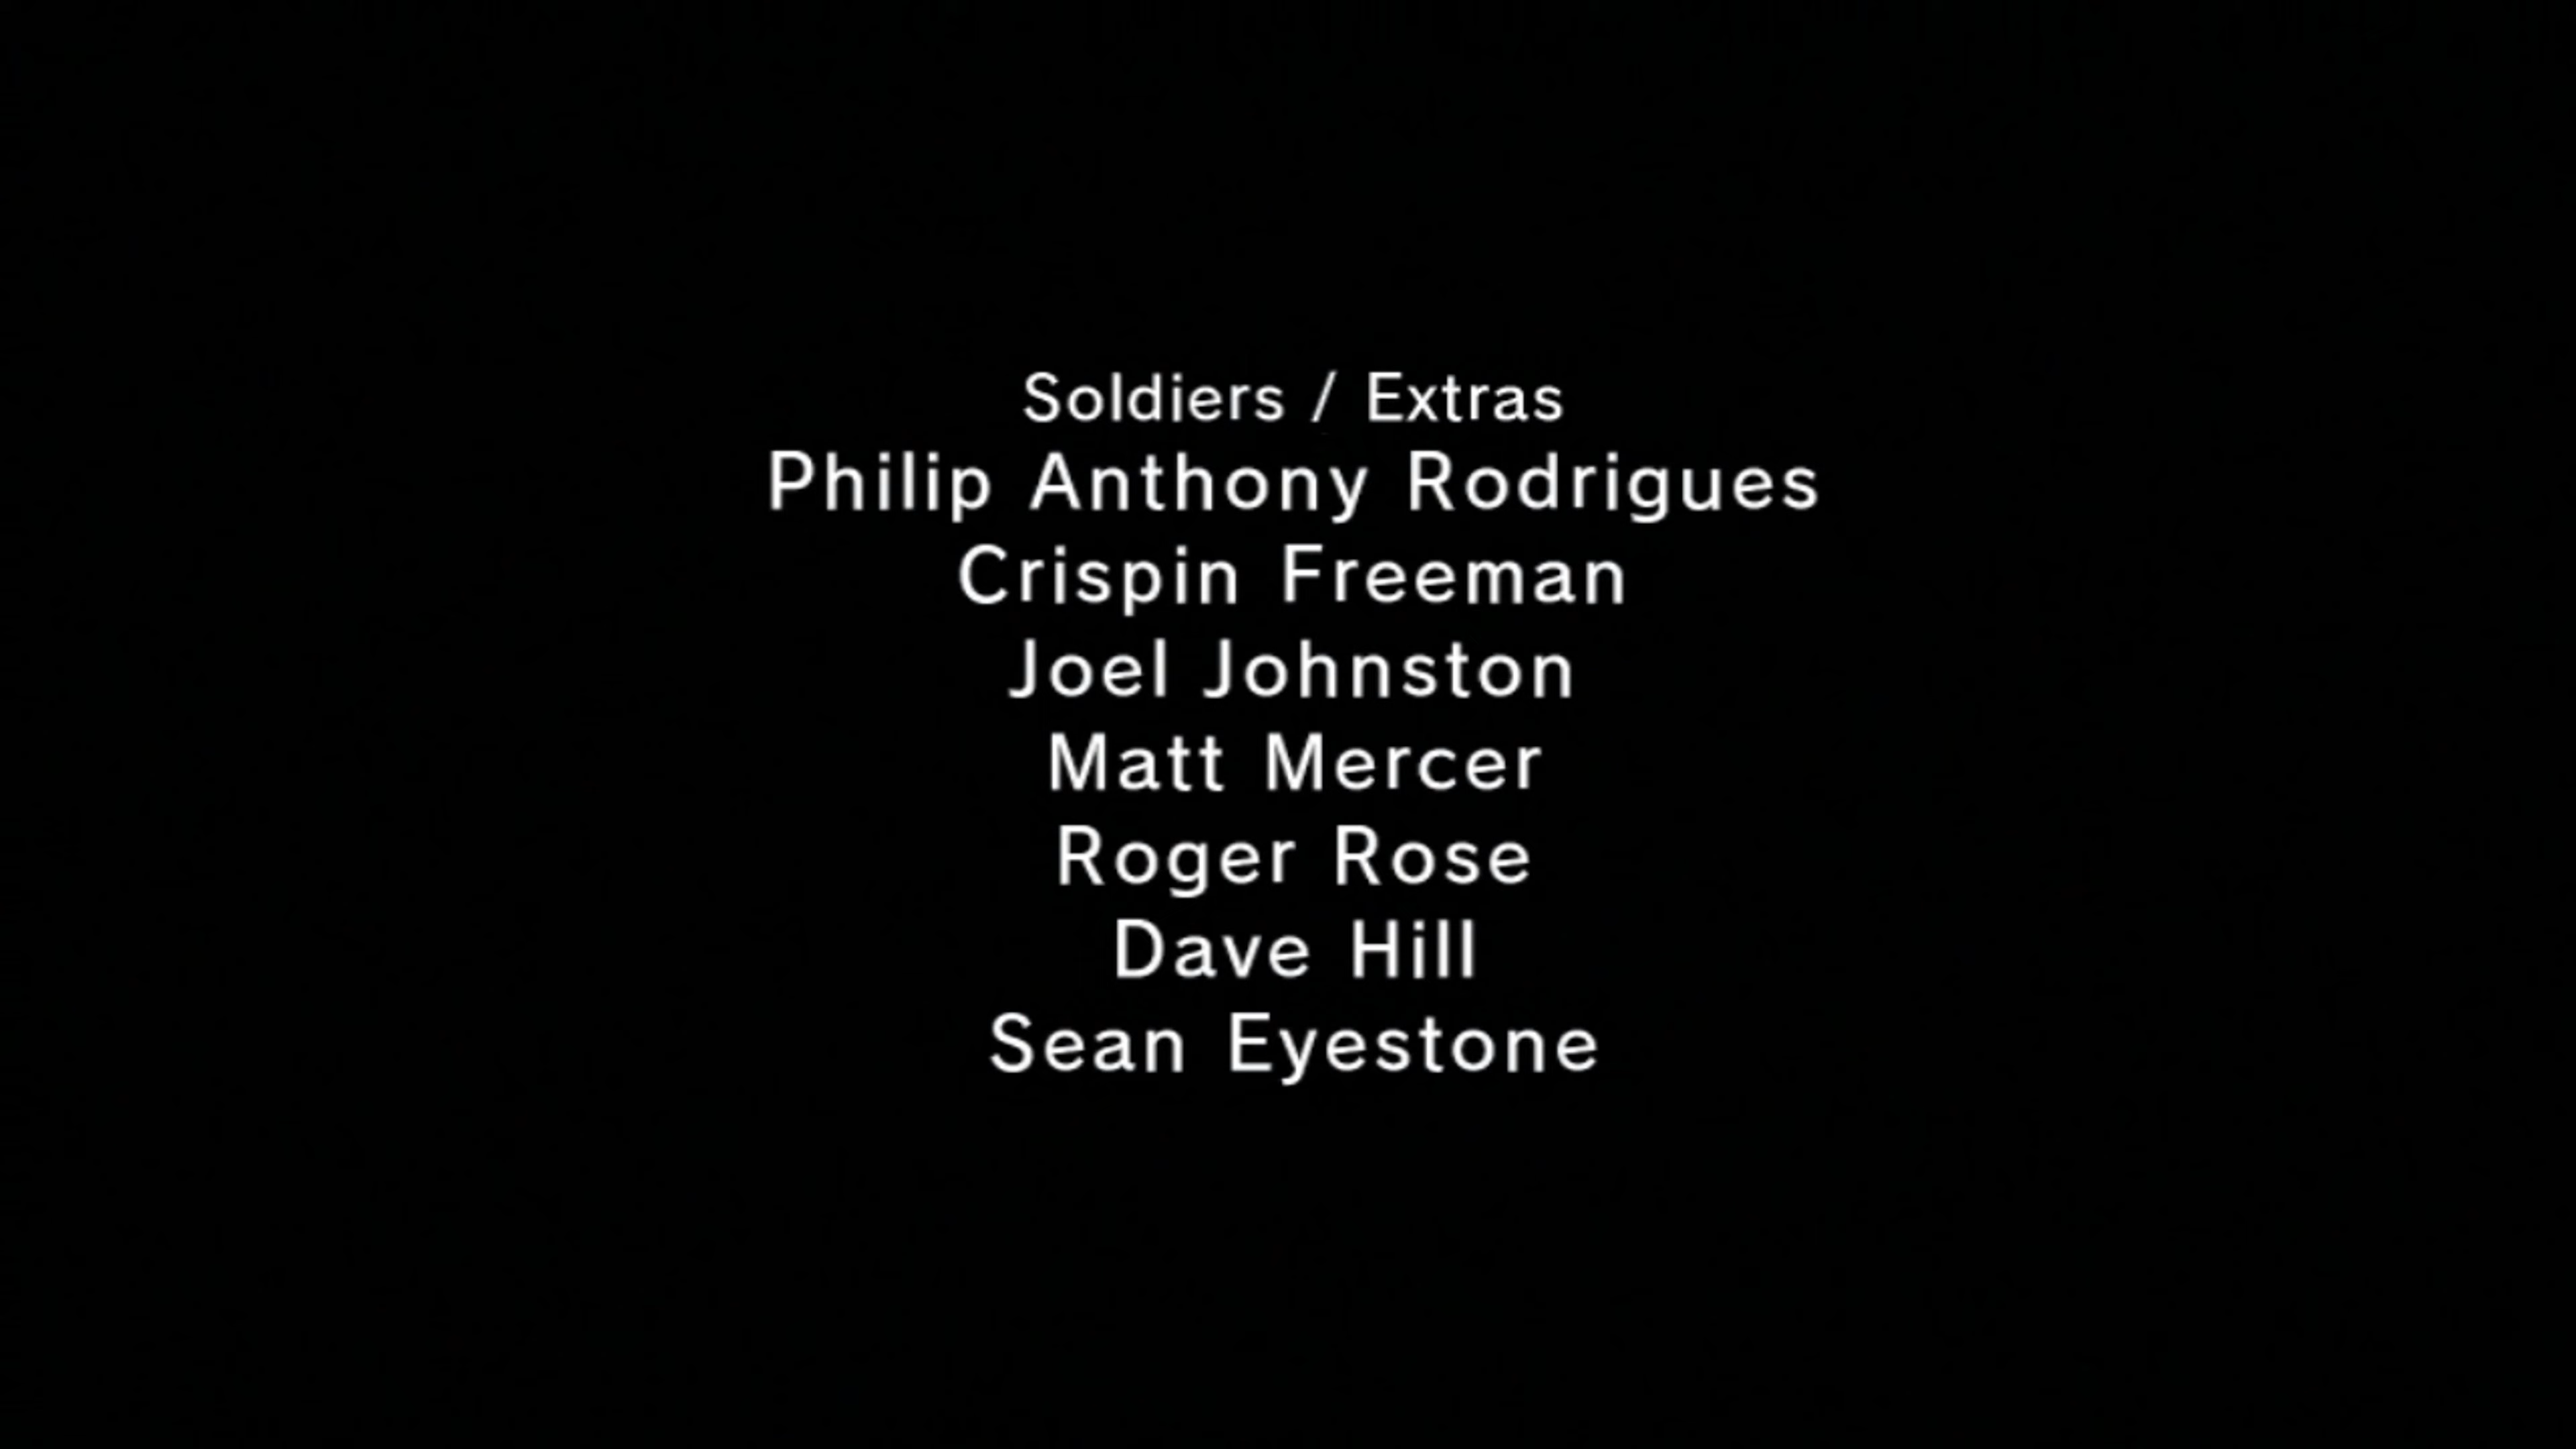 Soldiers / Extras
Philip Anthony Rodrigues
Crispin Freeman
Joel Johnston
Matt Mercer
Roger Rose
Dave Hill
Sean Eyestone